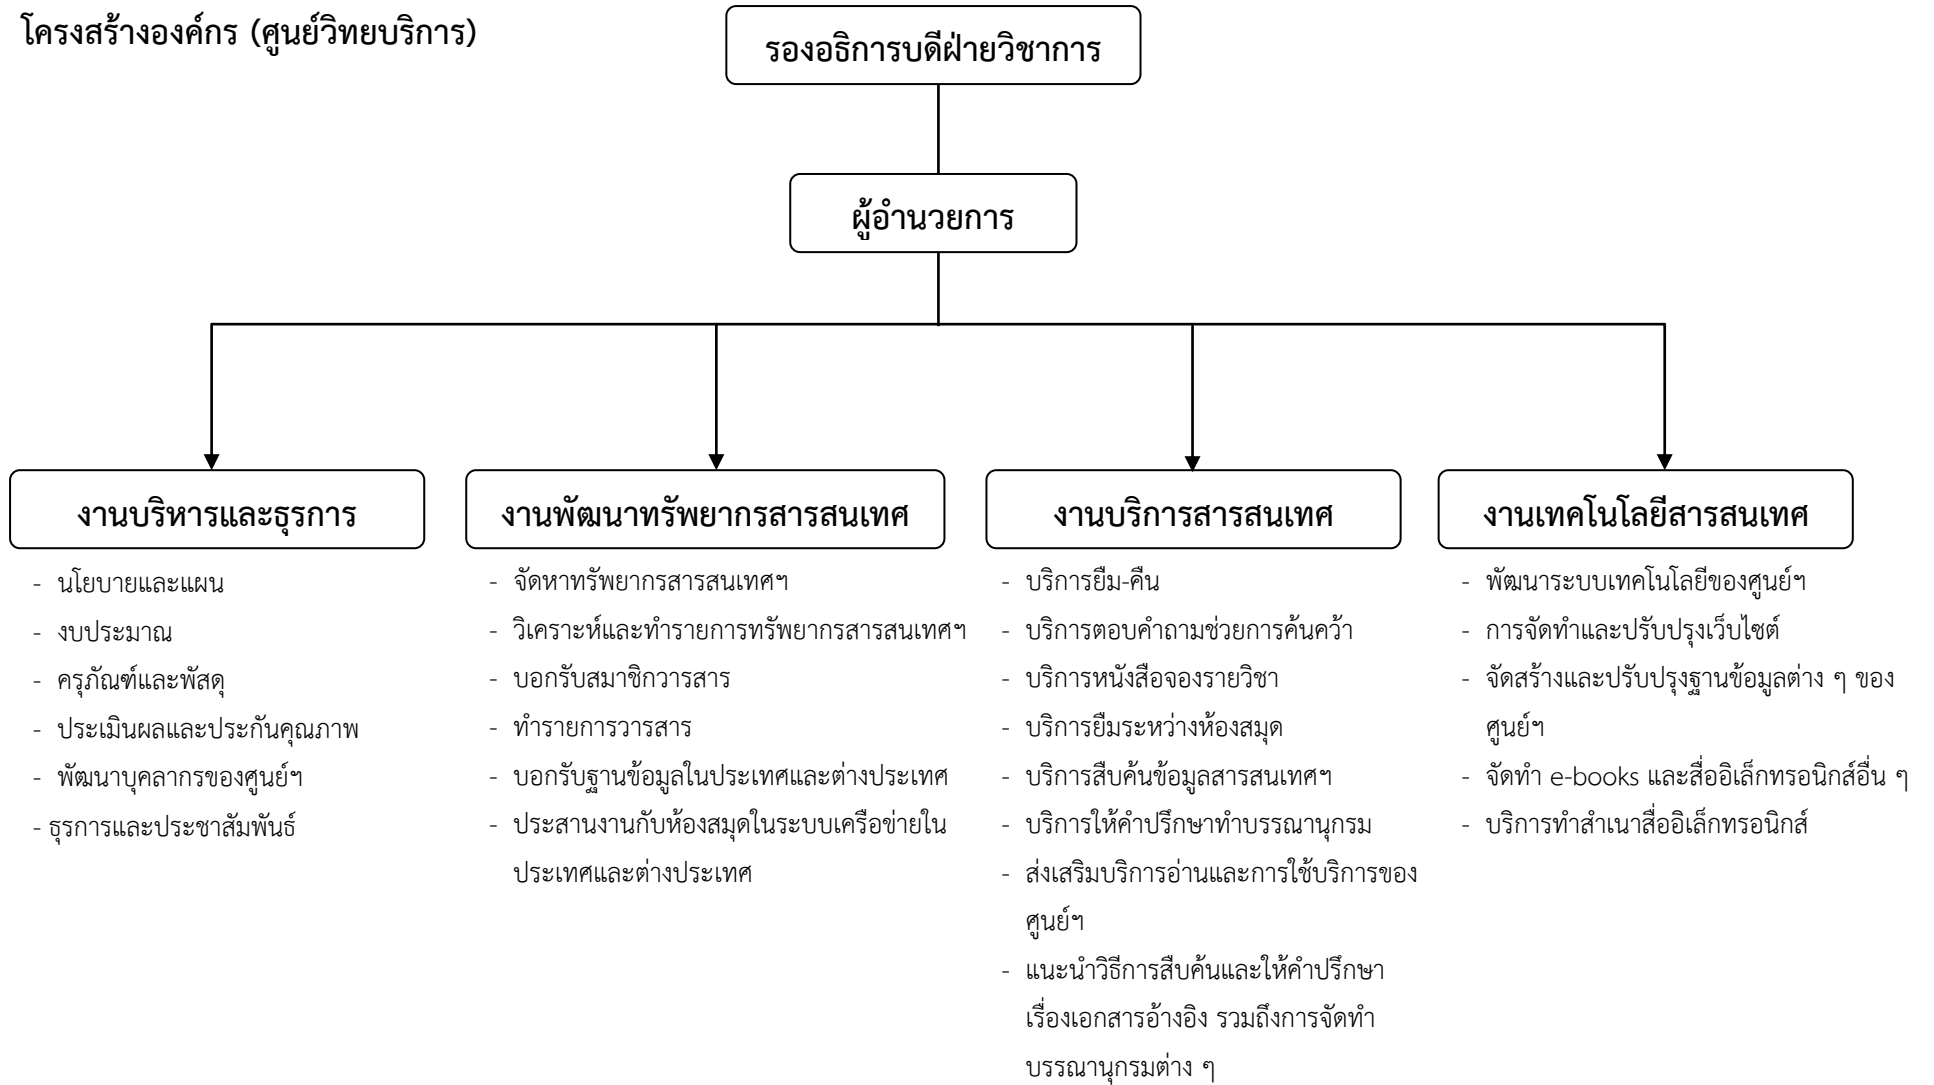 โครงสร้างองค์กร (ศูนย์วิทยบริการ)
รองอธิการบดีฝ่ายวิชาการ
ผู้อำนวยการ
งานบริหารและธุรการ
- นโยบายและแผน
- งบประมาณ
- ครุภัณฑ์และพัสดุ
- ประเมินผลและประกันคุณภาพ
- พัฒนาบุคลากรของศูนย์ฯ
- ธุรการและประชาสัมพันธ์
งานพัฒนาทรัพยากรสารสนเทศ
- จัดหาทรัพยากรสารสนเทศฯ
- วิเคราะห์และทำรายการทรัพยากรสารสนเทศฯ
- บอกรับสมาชิกวารสาร
- ทำรายการวารสาร
- บอกรับฐานข้อมูลในประเทศและต่างประเทศ
- ประสานงานกับห้องสมุดในระบบเครือข่ายใน
ประเทศและต่างประเทศ
งานบริการสารสนเทศ
- บริการยืม-คืน
- บริการตอบคำถามช่วยการค้นคว้า
- บริการหนังสือจองรายวิชา
- บริการยืมระหว่างห้องสมุด
- บริการสืบค้นข้อมูลสารสนเทศฯ
- บริการให้คำปรึกษาทำบรรณานุกรม
- ส่งเสริมบริการอ่านและการใช้บริการของ
ศูนย์ฯ
- แนะนำวิธีการสืบค้นและให้คำปรึกษา
เรื่องเอกสารอ้างอิง รวมถึงการจัดทำ
บรรณานุกรมต่าง ๆ
งานเทคโนโลยีสารสนเทศ
- พัฒนาระบบเทคโนโลยีของศูนย์ฯ
- การจัดทำและปรับปรุงเว็บไซต์
- จัดสร้างและปรับปรุงฐานข้อมูลต่าง ๆ ของ
ศูนย์ฯ
- จัดทำ e-books และสื่ออิเล็กทรอนิกส์อื่น ๆ
- บริการทำสำเนาสื่ออิเล็กทรอนิกส์